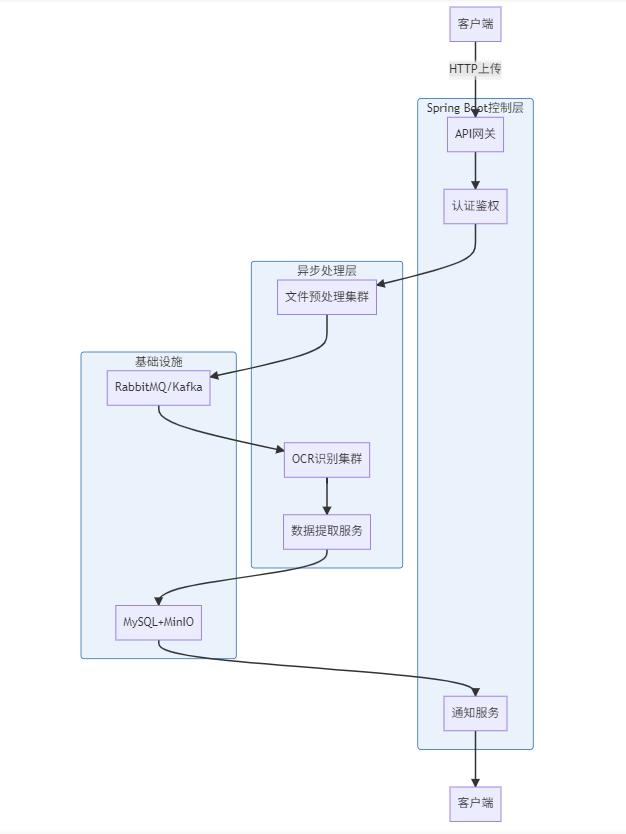 客户端
HTTP上传
Spring Boot控制层
API网关
认证鉴权
异步处理层
文件预处理集群
基础设施
RabbitMQ/Kafka
OCR识别集群
数据提取服务
MySQL+MinIO
通知服务
客户端